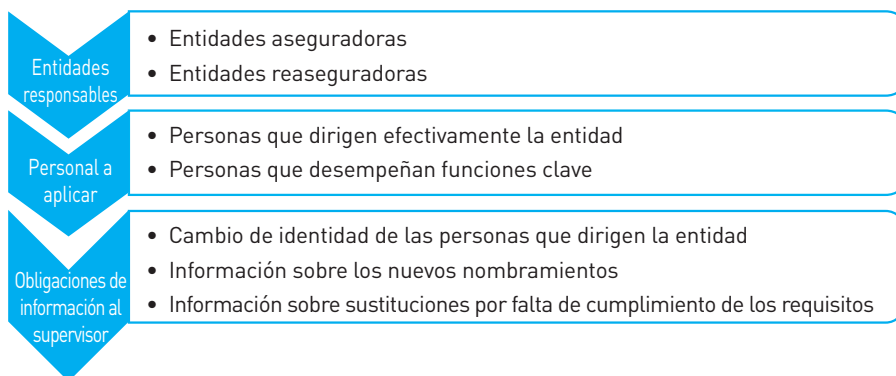 Entidades
responsables
• Entidades aseguradoras
• Entidades reaseguradoras
Personal a
aplicar
• Personas que dirigen efectivamente la entidad
• Personas que desempeñan funciones clave
Obligaciones de
información al
supervisor
• Cambio de identidad de las personas que dirigen la entidad
• Información sobre los nuevos nombramientos
• Información sobre sustituciones por falta de cumplimiento de los requisitos